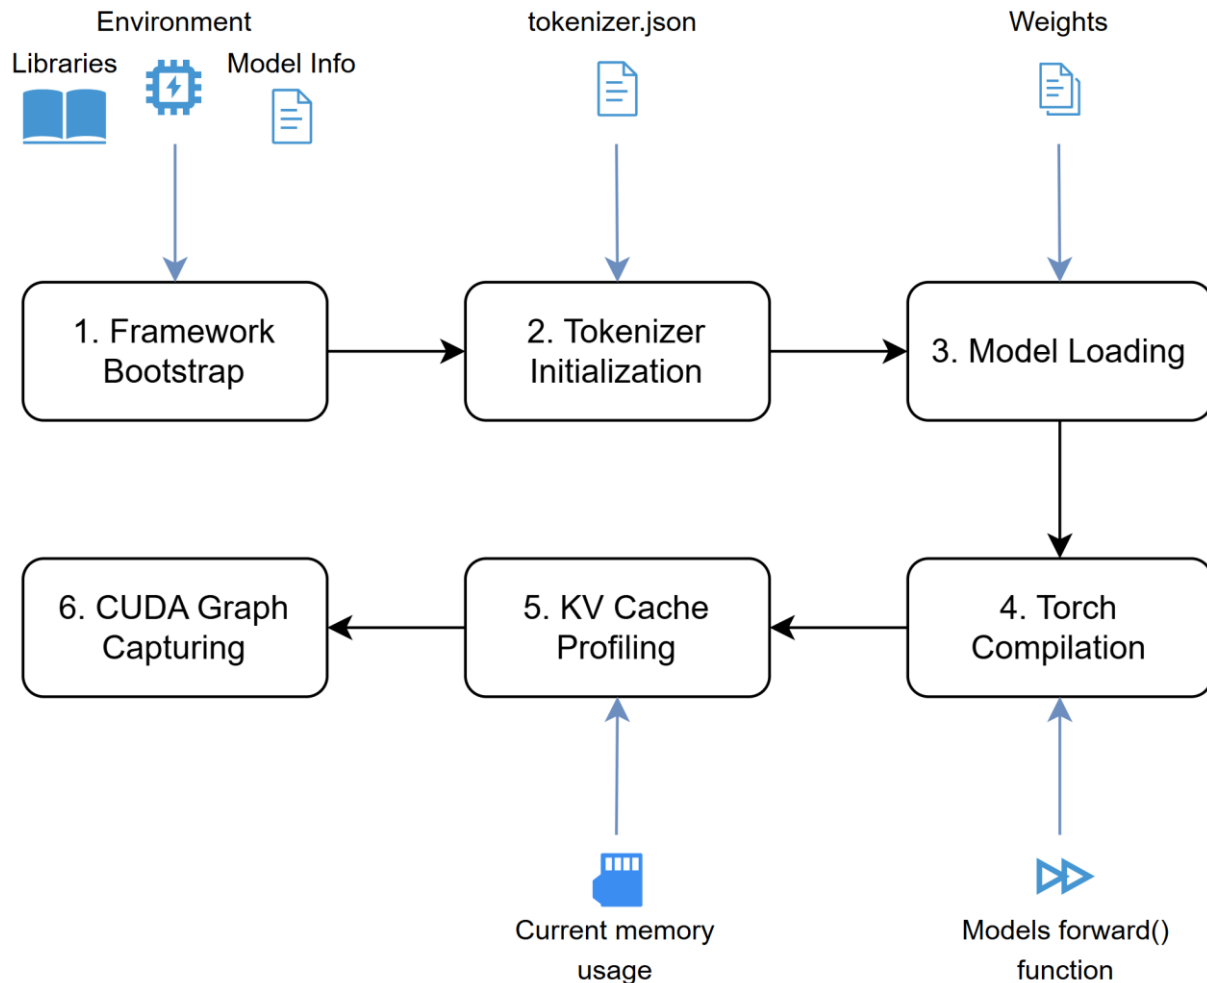 Environment
Libraries
Model Info
tokenizer.json
Weights
1. Framework
Bootstrap
2. Tokenizer
Initialization
3. Model Loading
6. CUDA Graph
Capturing
5. KV Cache
Profiling
4. Torch
Compilation
Current memory
usage
Models forward()
function